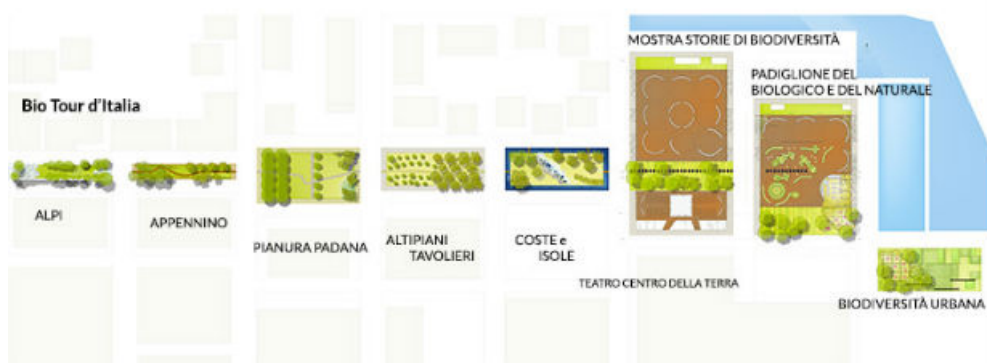 MOSTRA STORIE DI BIODIVERSITÀ
PADIGLIONE DEL
BIOLOGICO E DEL NATURALE
Bio Tour d'Italia
ALPI
APPENNINO
PIANURA PADANA
ALTIPIANI
TAVOLIERI
COSTE e
ISOLE
TEATRO CENTRO DELLA TERRA
BIODIVERSITÀ URBANA